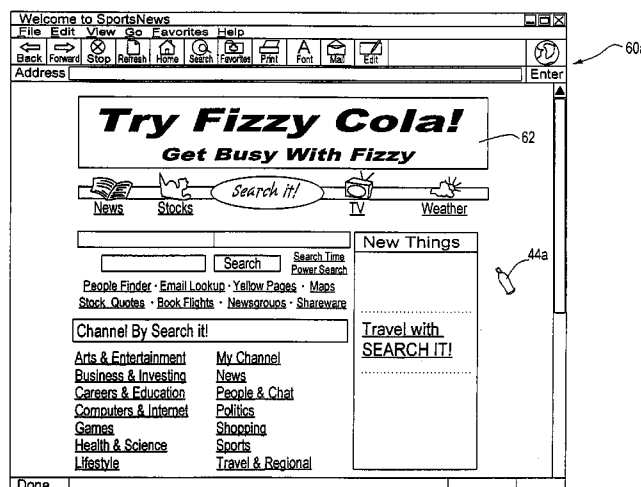 Welcome to SportsNews
File Edit View Go Favorites Help
Back Forward Stop Refresh Home Search Favorites Print Font Mail Edit
Address Enter
60a
Try Fizzy Cola!
Get Busy With Fizzy
62
Search it!
News Stocks TV Weather
New Things
Search Search Time
Power Search
44a
People Finder · Email Lookup · Yellow Pages · Maps
Stock Quotes · Book Flights · Newsgroups · Shareware
Channel By Search it!
Travel with
SEARCH IT!
Arts & Entertainment My Channel
Business & Investing News
Careers & Education People & Chat
Computers & Internet Politics
Games Shopping
Health & Science Sports
Lifestyle Travel & Regional
Done